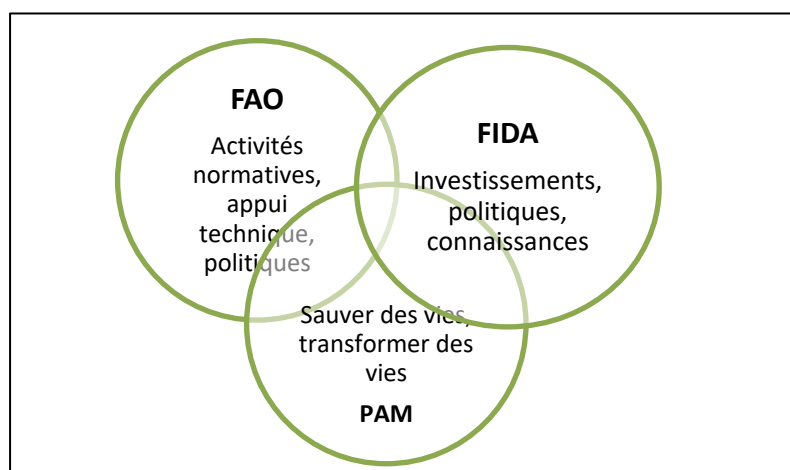 FAO
Activités
normatives,
appui
technique,
politiques
FIDA
Investissements,
politiques,
connaissances
Sauver des vies,
transformer des
vies
PAM